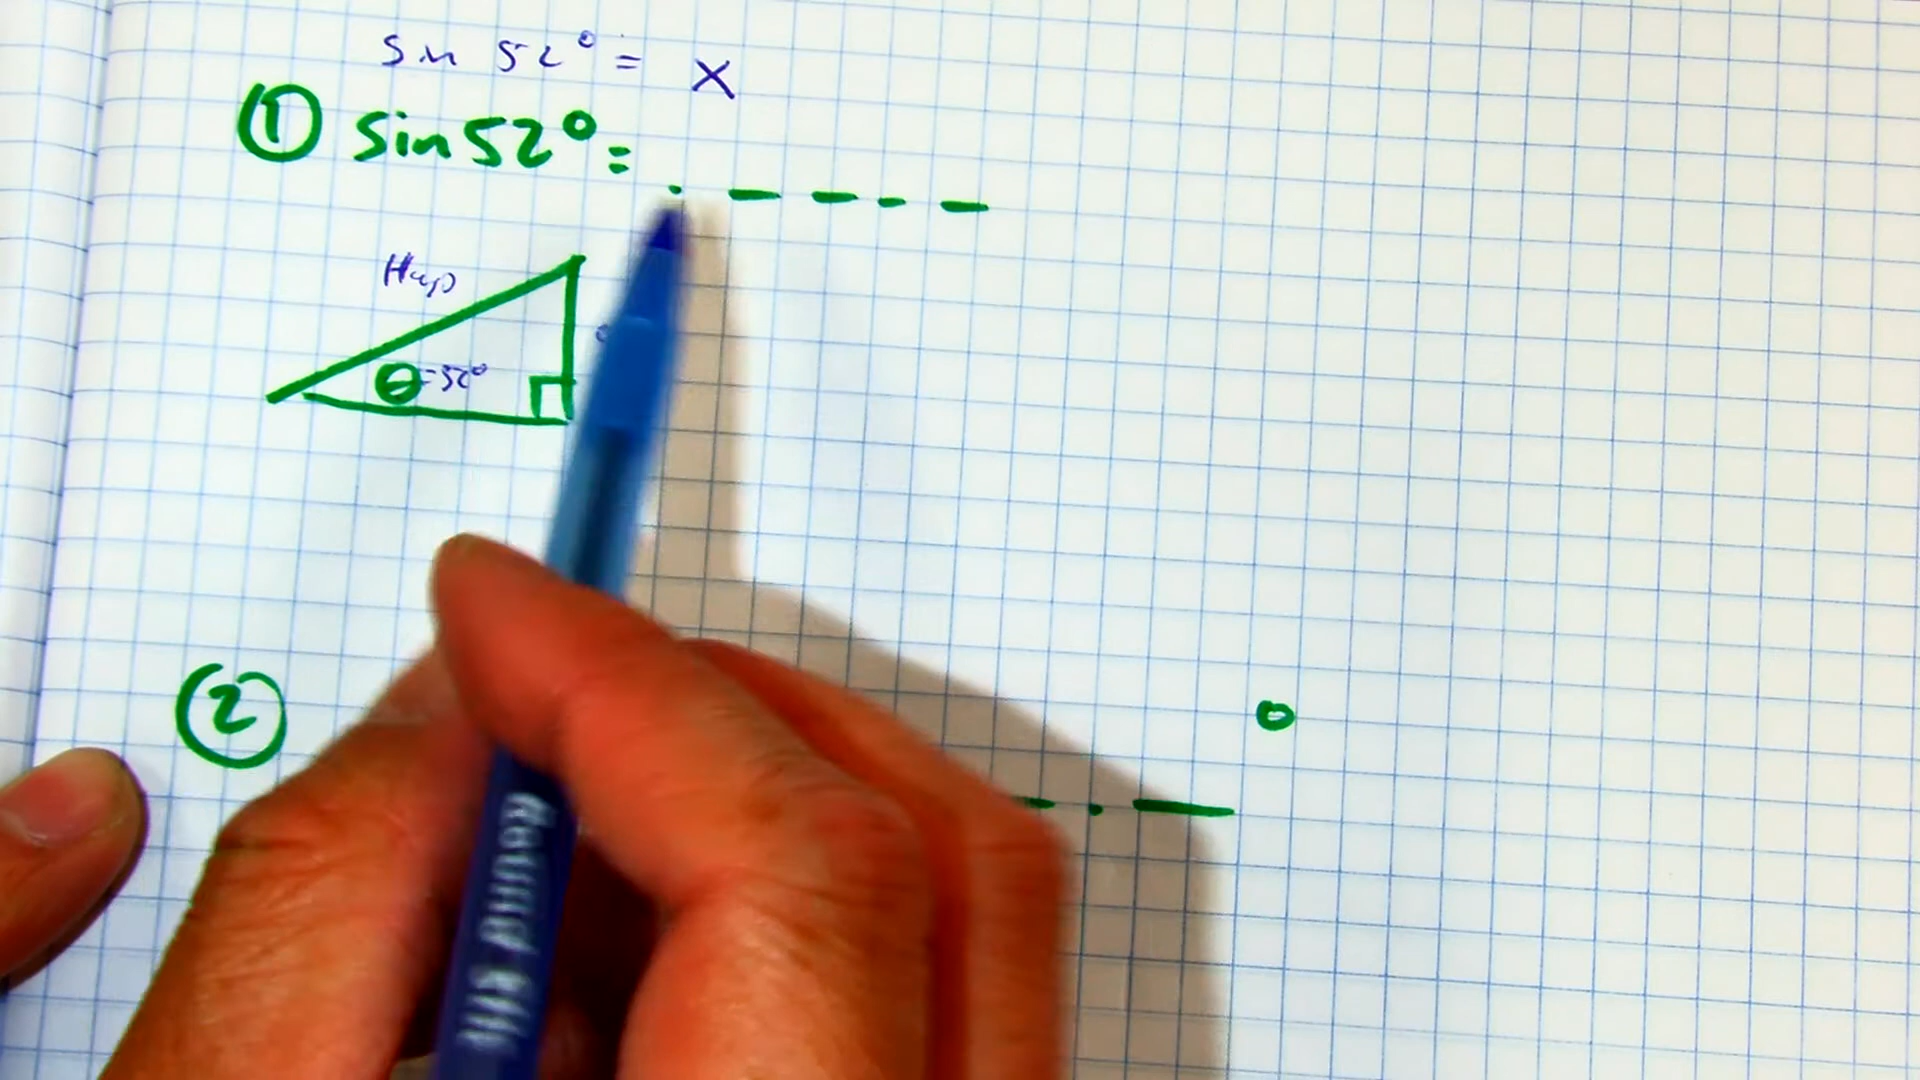 sin 52° = x
① sin 52° =
Hyp
θ = 52°
②
Round Stic